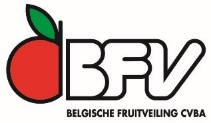 BFV
BELGISCHE FRUITVEILING CVBA